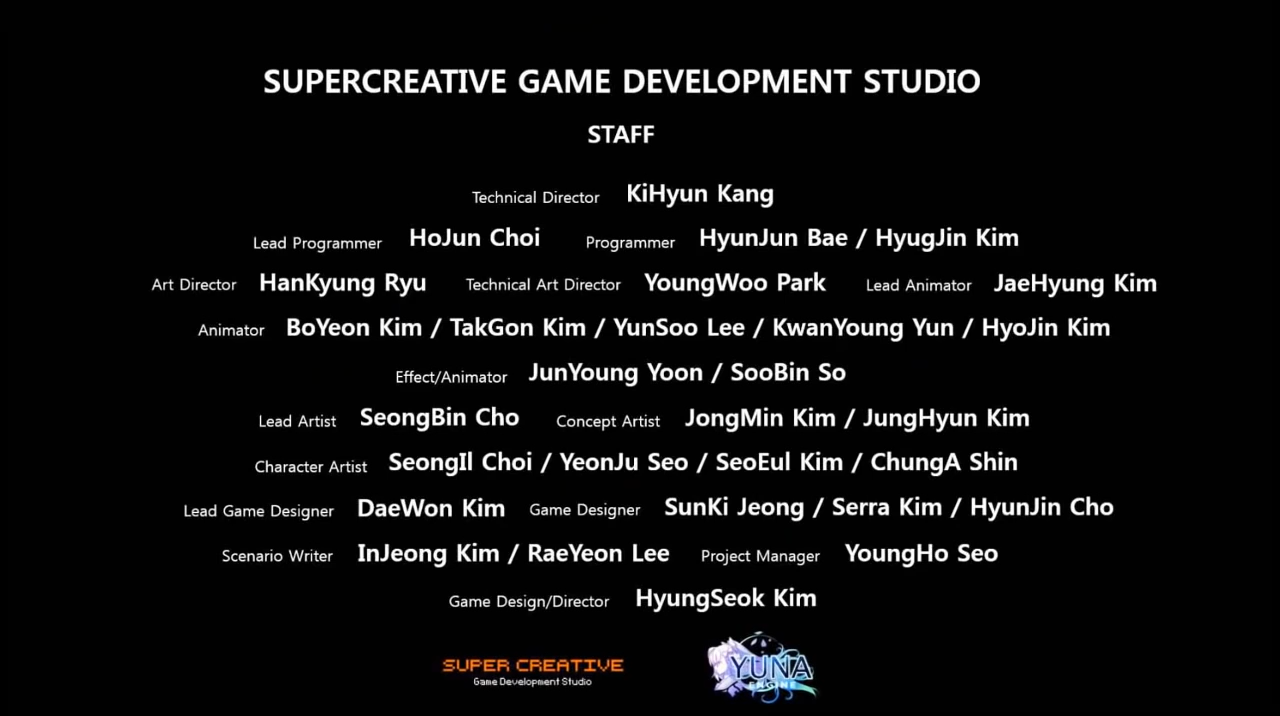 SUPERCREATIVE GAME DEVELOPMENT STUDIO
STAFF
Technical Director KiHyun Kang
Lead Programmer HoJun Choi Programmer HyunJun Bae / HyugJin Kim
Art Director HanKyung Ryu Technical Art Director YoungWoo Park Lead Animator JaeHyung Kim
Animator BoYeon Kim / TakGon Kim / YunSoo Lee / KwanYoung Yun / HyoJin Kim
Effect/Animator JunYoung Yoon / SooBin So
Lead Artist SeongBin Cho Concept Artist JongMin Kim / JungHyun Kim
Character Artist SeongIl Choi / YeonJu Seo / SeoEul Kim / ChungA Shin
Lead Game Designer DaeWon Kim Game Designer SunKi Jeong / Serra Kim / HyunJin Cho
Scenario Writer InJeong Kim / RaeYeon Lee Project Manager YoungHo Seo
Game Design/Director HyungSeok Kim
SUPER CREATIVE
Game Development Studio
YUNA
ENGINE